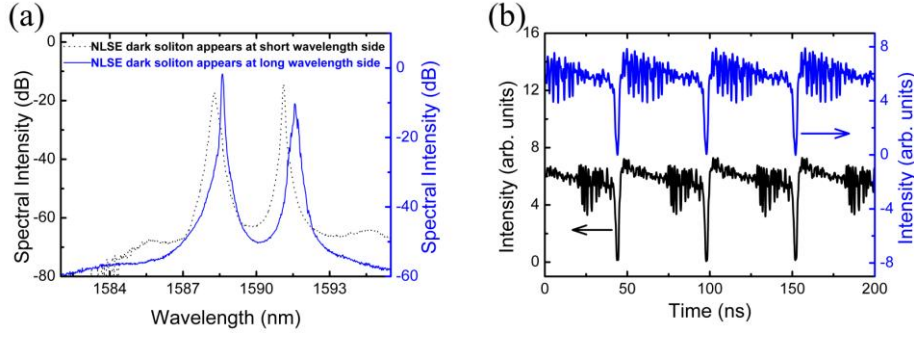 (a)
NLSE dark soliton appears at short wavelength side
NLSE dark soliton appears at long wavelength side
0
-20
-40
-60
-80
Spectral Intensity (dB)
0
-20
-40
-60
Spectral Intensity (dB)
1584
1587
1590
1593
Wavelength (nm)
(b)
16
12
8
4
0
Intensity (arb. units)
8
4
0
-4
-8
Intensity (arb. units)
0
50
100
150
200
Time (ns)